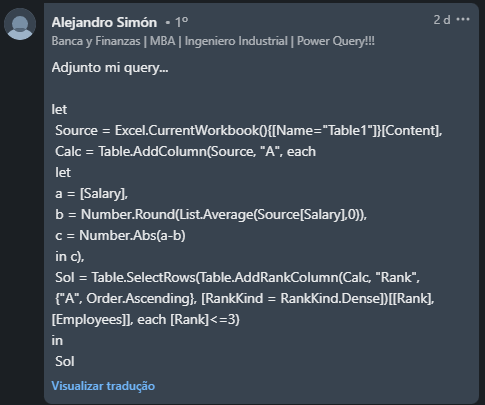 Alejandro Simón • 1º
2 d •••
Banca y Finanzas | MBA | Ingeniero Industrial | Power Query!!!
Adjunto mi query...
let
Source = Excel.CurrentWorkbook(){[Name="Table1"]}[Content],
Calc = Table.AddColumn(Source, "A", each
let
a = [Salary],
b = Number.Round(List.Average(Source[Salary],0)),
c = Number.Abs(a-b)
in c),
Sol = Table.SelectRows(Table.AddRankColumn(Calc, "Rank",
{"A", Order.Ascending}, [RankKind = RankKind.Dense])[[Rank],
[Employees]], each [Rank]<=3)
in
Sol
Visualizar tradução